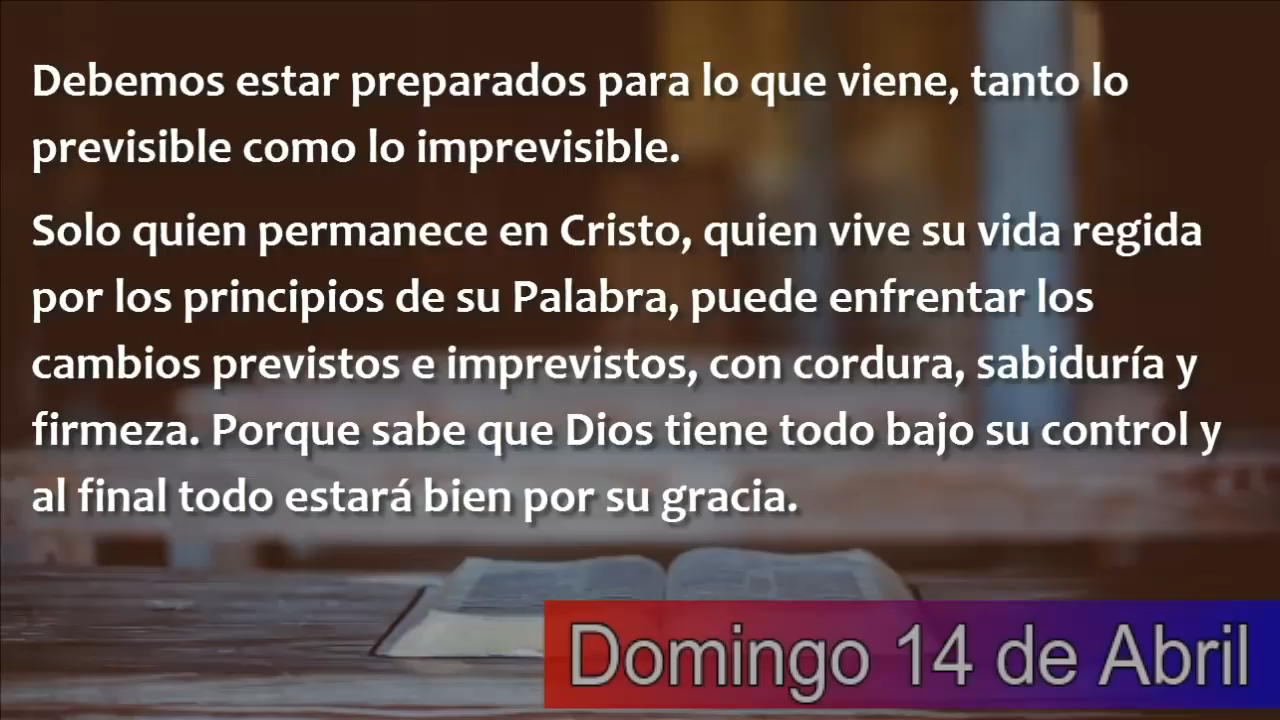 Debemos estar preparados para lo que viene, tanto lo
previsible como lo imprevisible.
Solo quien permanece en Cristo, quien vive su vida regida
por los principios de su Palabra, puede enfrentar los
cambios previstos e imprevistos, con cordura, sabiduría y
firmeza. Porque sabe que Dios tiene todo bajo su control y
al final todo estará bien por su gracia.
Domingo 14 de Abril